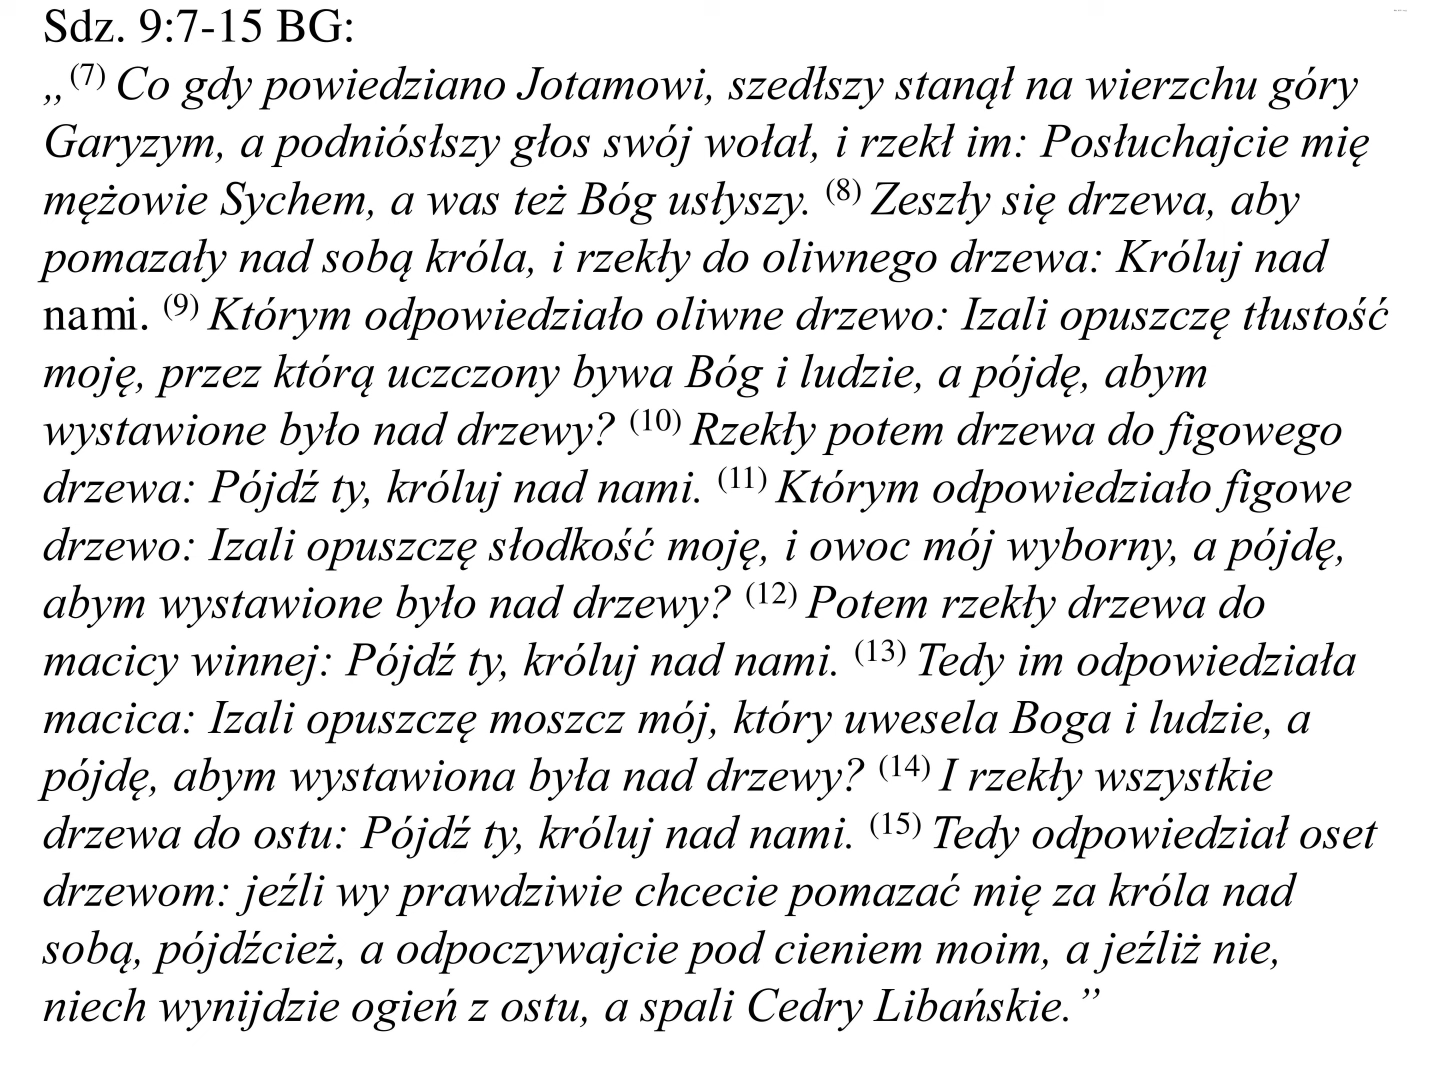 Sdz. 9:7-15 BG:
„(7) Co gdy powiedziano Jotamowi, szedłszy stanął na wierzchu góry
Garyzym, a podniósłszy głos swój wołał, i rzekł im: Posłuchajcie mię
mężowie Sychem, a was też Bóg usłyszy. (8) Zeszły się drzewa, aby
pomazały nad sobą króla, i rzekły do oliwnego drzewa: Króluj nad
nami. (9) Którym odpowiedziało oliwne drzewo: Izali opuszczę tłustość
moję, przez którą uczczony bywa Bóg i ludzie, a pójdę, abym
wystawione było nad drzewy? (10) Rzekły potem drzewa do figowego
drzewa: Pójdź ty, króluj nad nami. (11) Którym odpowiedziało figowe
drzewo: Izali opuszczę słodkość moję, i owoc mój wyborny, a pójdę,
abym wystawione było nad drzewy? (12) Potem rzekły drzewa do
macicy winnej: Pójdź ty, króluj nad nami. (13) Tedy im odpowiedziała
macica: Izali opuszczę moszcz mój, który uwesela Boga i ludzie, a
pójdę, abym wystawiona była nad drzewy? (14) I rzekły wszystkie
drzewa do ostu: Pójdź ty, króluj nad nami. (15) Tedy odpowiedział oset
drzewom: jeźli wy prawdziwie chcecie pomazać mię za króla nad
sobą, pójdźcież, a odpoczywajcie pod cieniem moim, a jeźliż nie,
niech wynijdzie ogień z ostu, a spali Cedry Libańskie.”